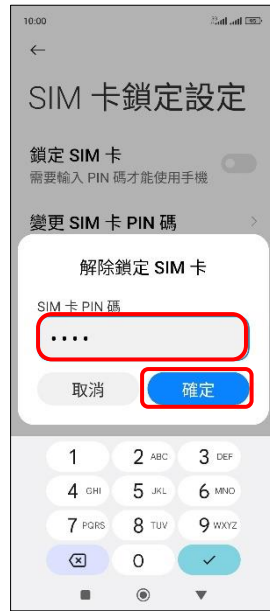 10:00
←
SIM 卡鎖定設定
鎖定 SIM 卡
需要輸入 PIN 碼才能使用手機
變更 SIM 卡 PIN 碼
解除鎖定 SIM 卡
SIM 卡 PIN 碼
••••
取消 確定
1 2 ABC 3 DEF
4 GHI 5 JKL 6 MNO
7 PQRS 8 TUV 9 WXYZ
0